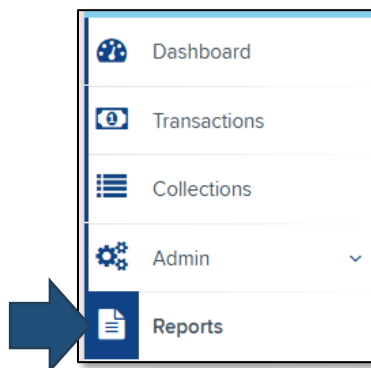 Dashboard
Transactions
Collections
Admin
Reports